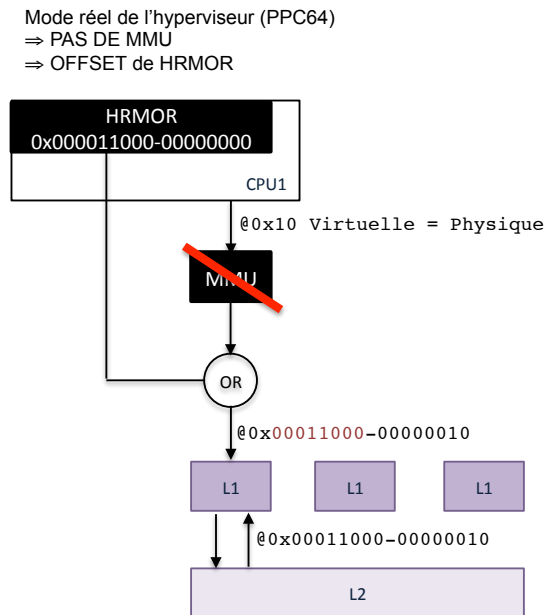 Mode réel de l'hyperviseur (PPC64)
⇒ PAS DE MMU
⇒ OFFSET de HRMOR
HRMOR
0x000011000-00000000
CPU1
@0x10 Virtuelle = Physique
MMU
OR
@0x00011000-00000010
L1
L1
L1
@0x00011000-00000010
L2